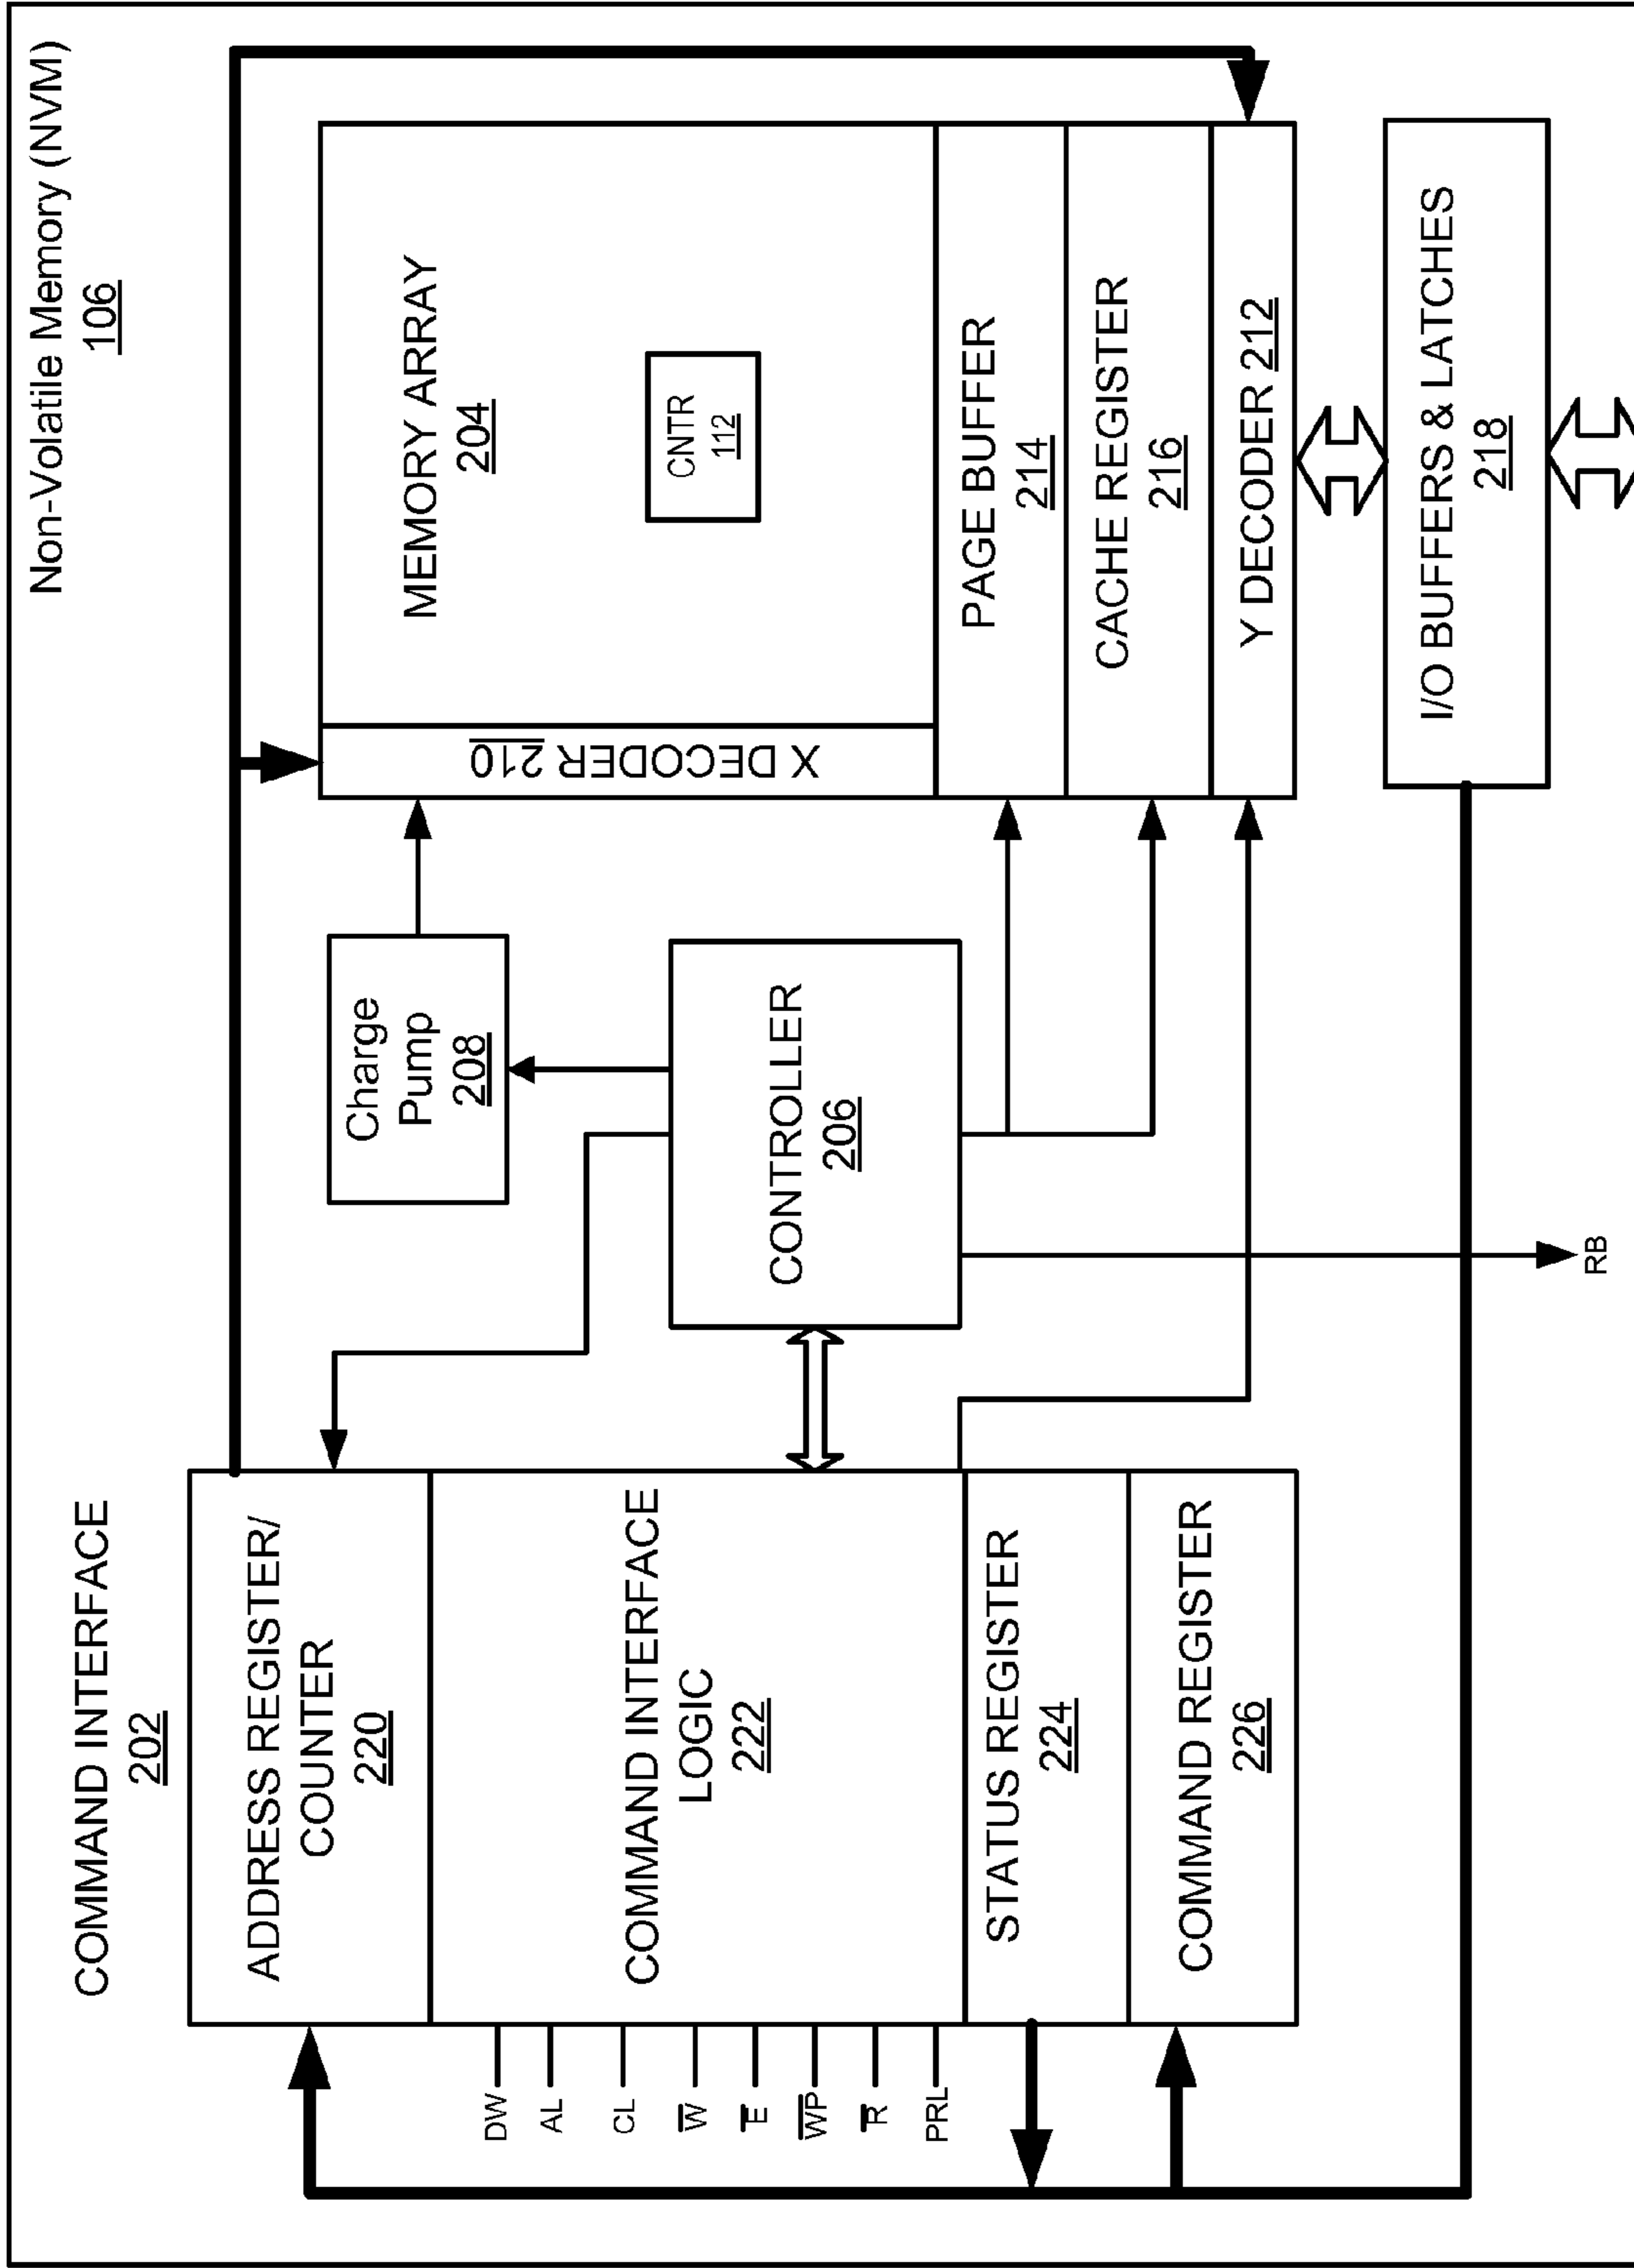 Non-Volatile Memory (NVM)
106
COMMAND INTERFACE
202
ADDRESS REGISTER/
COUNTER
220
COMMAND INTERFACE
LOGIC
222
STATUS REGISTER
224
COMMAND REGISTER
226
DW
AL
CL
W̅
E̅
W̅P̅
R̅
PRL
Charge
Pump
208
CONTROLLER
206
RB
X DECODER 210
MEMORY ARRAY
204
CNTR
112
PAGE BUFFER
214
CACHE REGISTER
216
Y DECODER 212
I/O BUFFERS & LATCHES
218